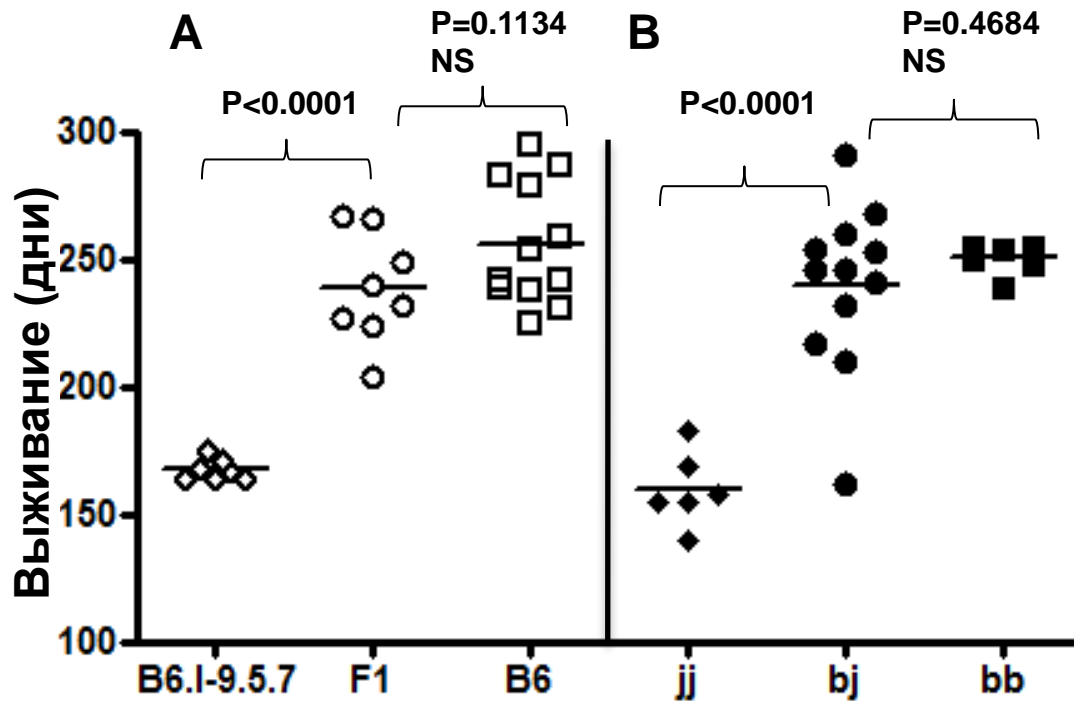 A
P=0.1134
NS
P<0.0001
B
P=0.4684
NS
P<0.0001
Выживание (дни)
300
250
200
150
100
B6.I-9.5.7 F1 B6 jj bj bb